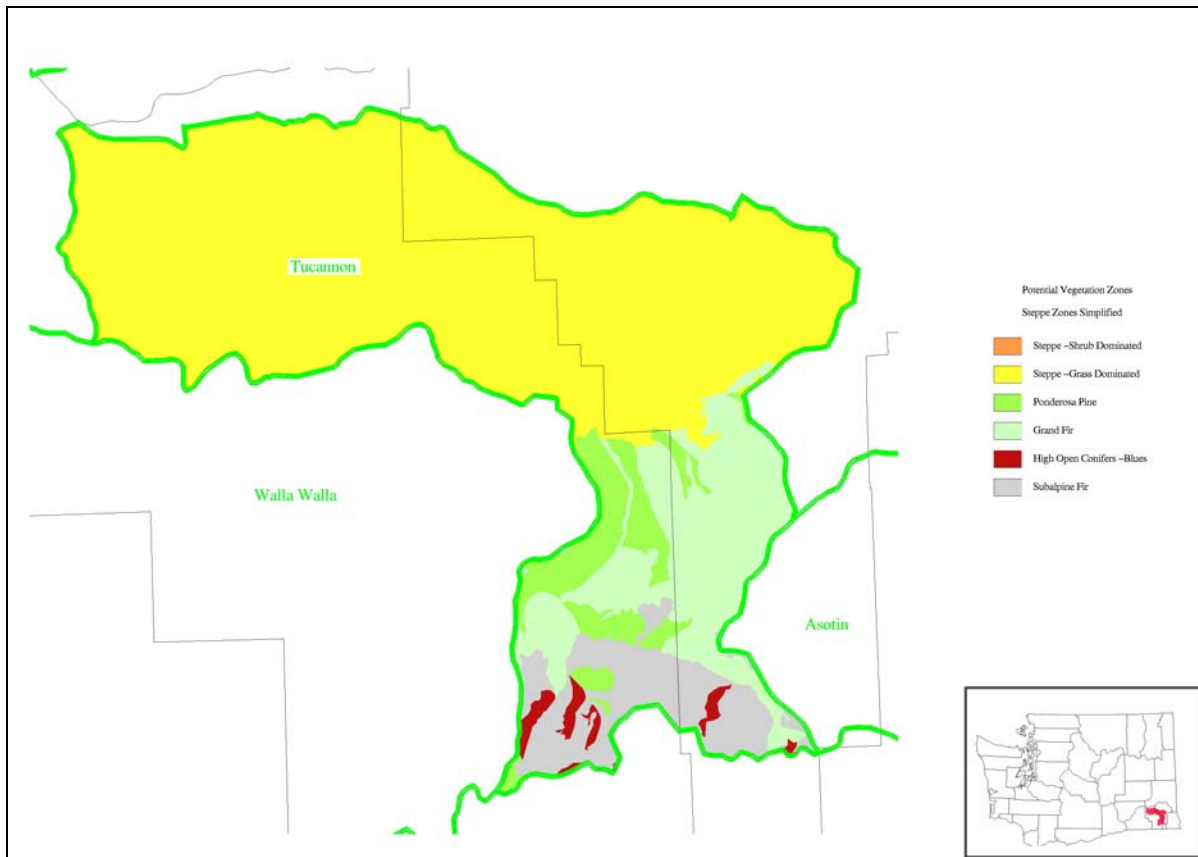 Tucannon
Walla Walla
Asotin
Potential Vegetation Zones
Steppe Zones Simplified
Steppe –Shrub Dominated
Steppe –Grass Dominated
Ponderosa Pine
Grand Fir
High Open Conifers –Blues
Subalpine Fir